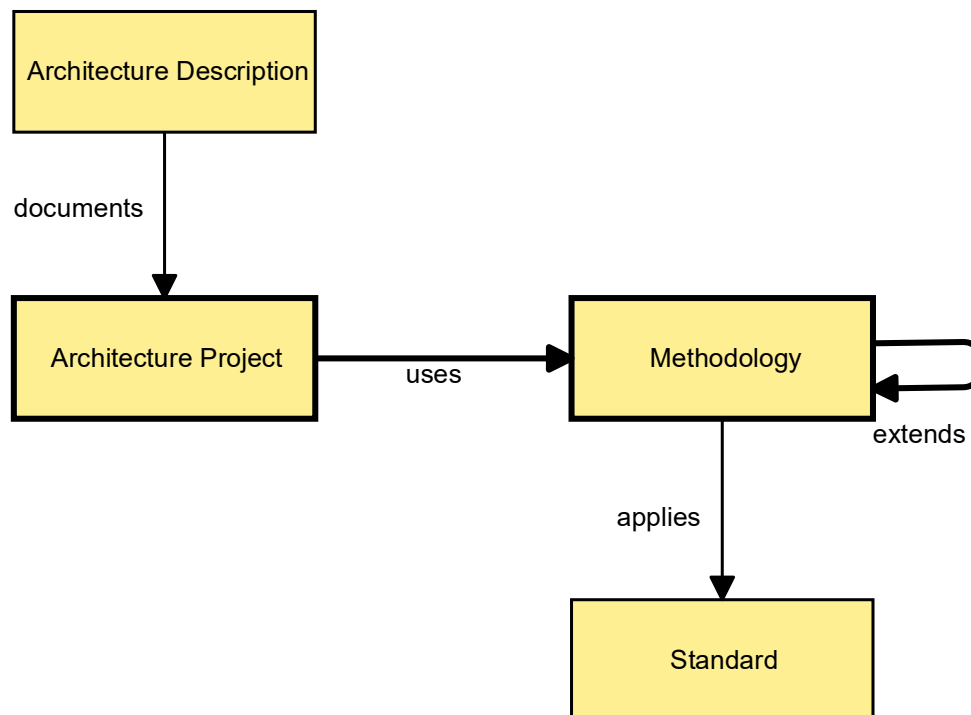 Architecture Description
documents
Architecture Project
uses
Methodology
extends
applies
Standard